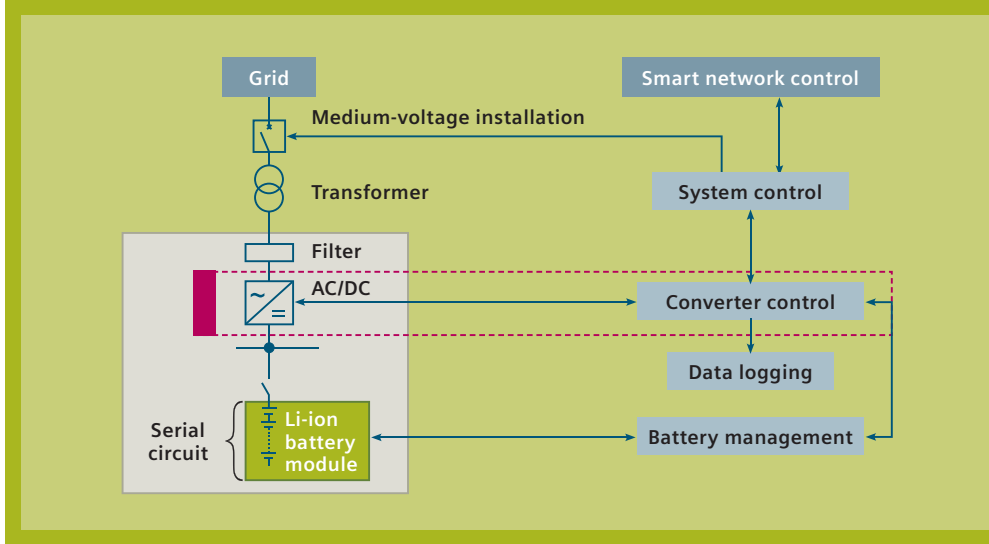 Grid
Smart network control
Medium-voltage installation
Transformer
System control
Filter
AC/DC
Converter control
Data logging
Serial
circuit
Li-ion
battery
module
Battery management